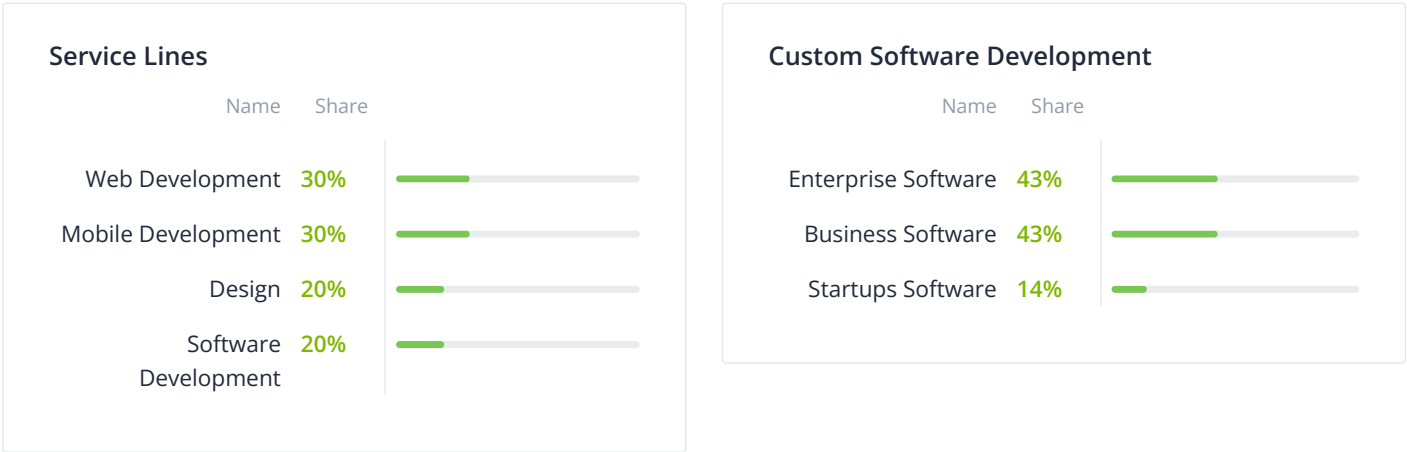 Service Lines
Name Share
Web Development 30%
Mobile Development 30%
Design 20%
Software 20%
Development
Custom Software Development
Name Share
Enterprise Software 43%
Business Software 43%
Startups Software 14%